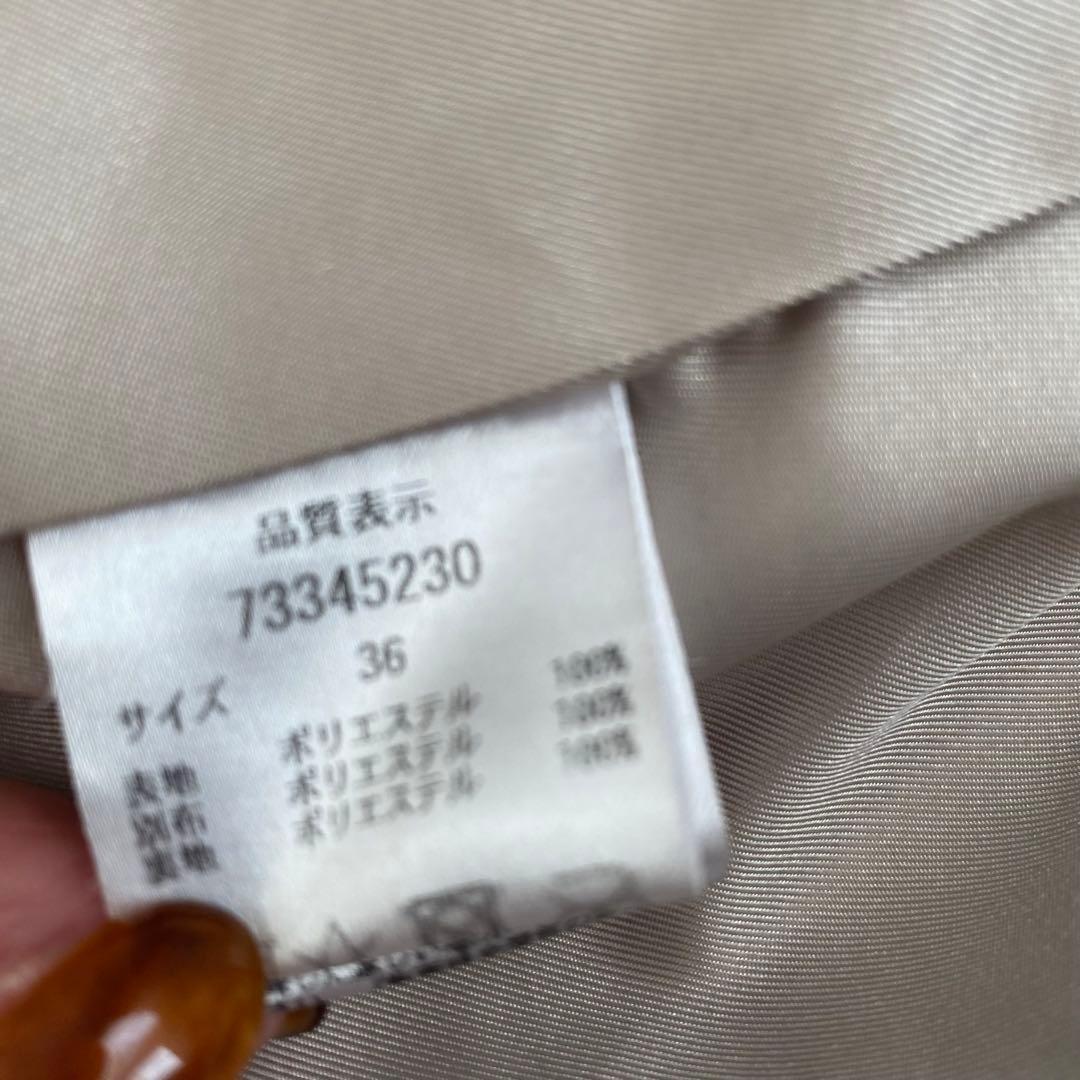 品質表示
73345230
サイズ 36
表地 ポリエステル 100%
別布 ポリエステル 100%
裏地 ポリエステル 100%